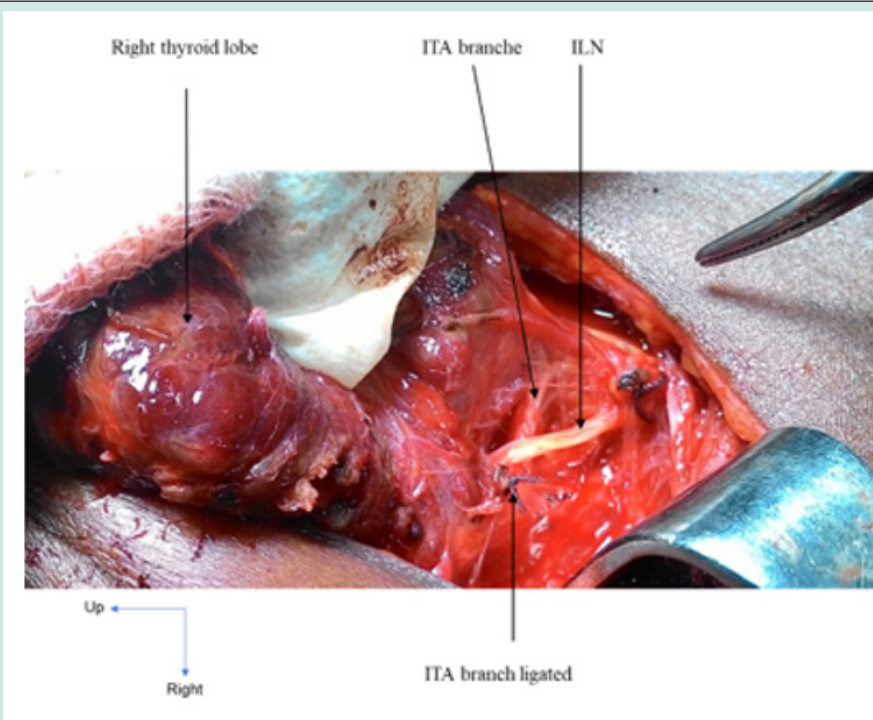 Right thyroid lobe
ITA branche
ILN
Up
Right
ITA branch ligated